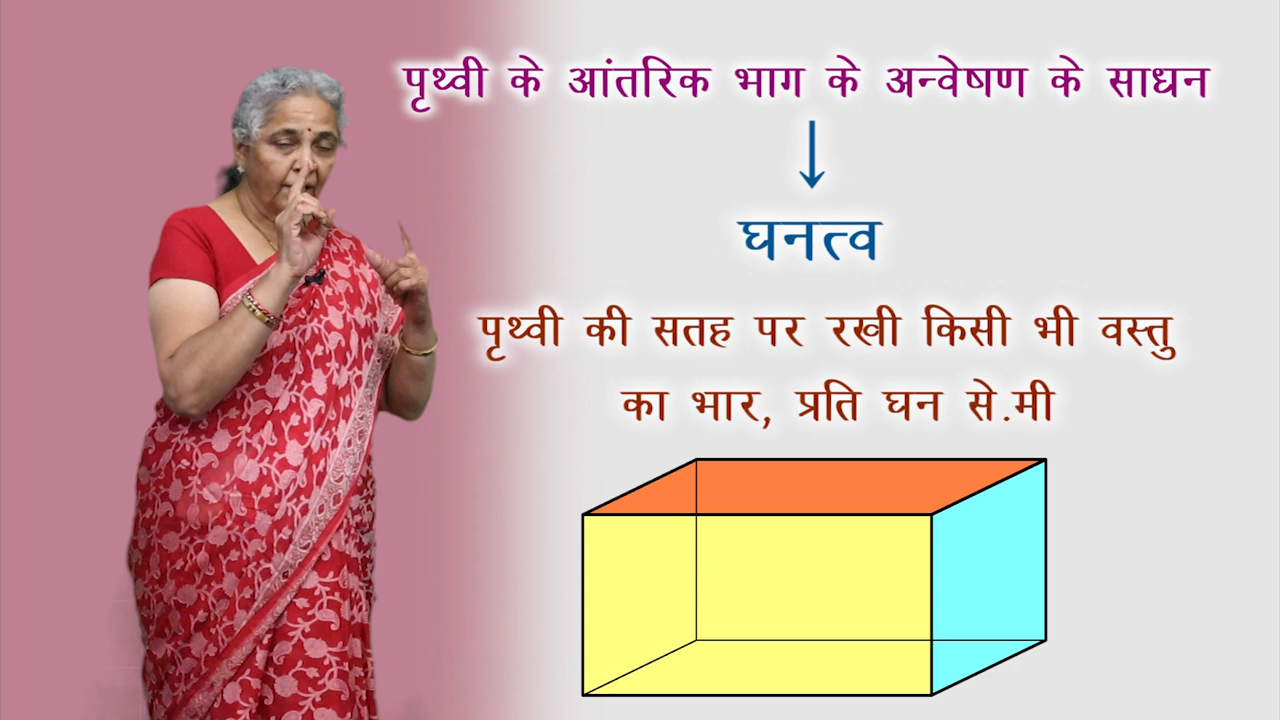 पृथ्वी के आंतरिक भाग के अन्वेषण के साधन
घनत्व
पृथ्वी की सतह पर रखी किसी भी वस्तु
का भार, प्रति घन से.मी